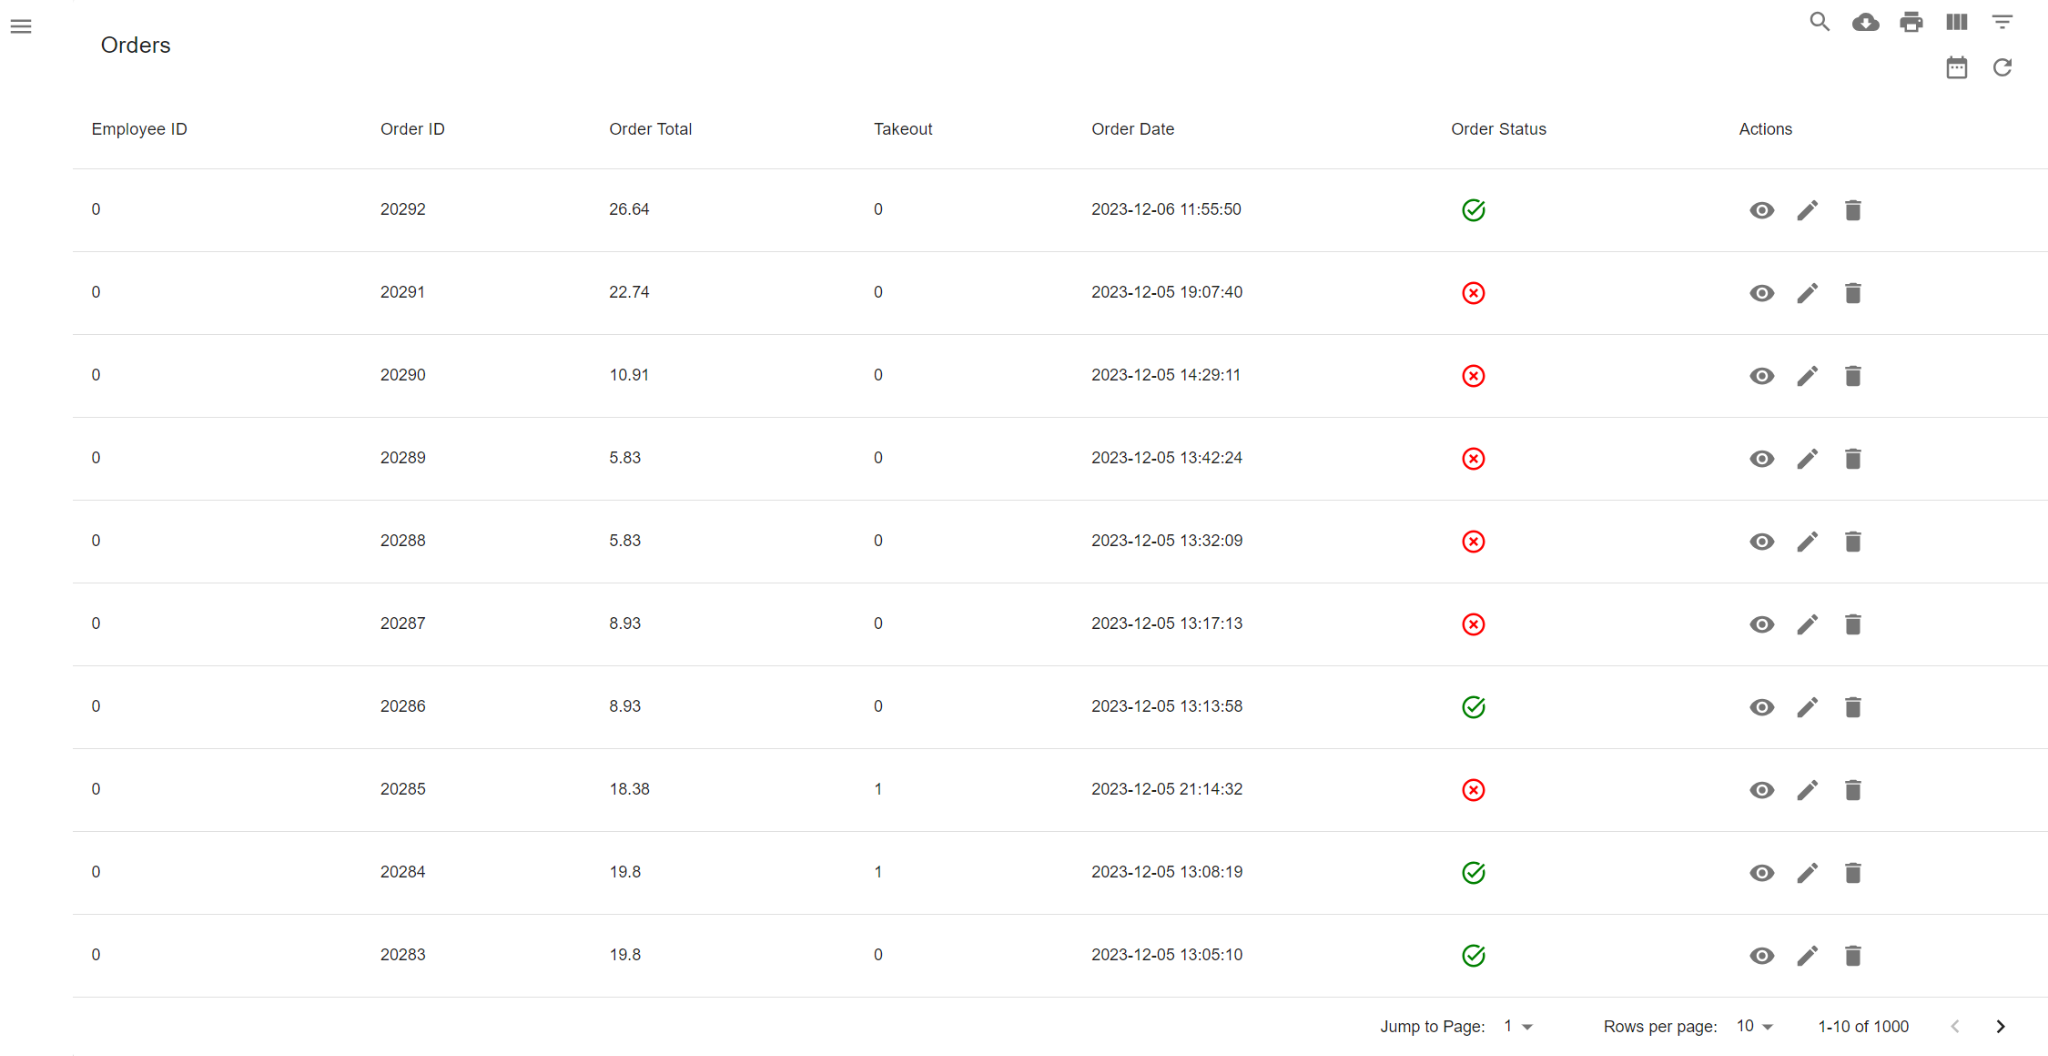 Orders
Employee ID Order ID Order Total Takeout Order Date Order Status Actions
0 20292 26.64 0 2023-12-06 11:55:50
0 20291 22.74 0 2023-12-05 19:07:40
0 20290 10.91 0 2023-12-05 14:29:11
0 20289 5.83 0 2023-12-05 13:42:24
0 20288 5.83 0 2023-12-05 13:32:09
0 20287 8.93 0 2023-12-05 13:17:13
0 20286 8.93 0 2023-12-05 13:13:58
0 20285 18.38 1 2023-12-05 21:14:32
0 20284 19.8 1 2023-12-05 13:08:19
0 20283 19.8 0 2023-12-05 13:05:10
Jump to Page: 1 Rows per page: 10 1-10 of 1000